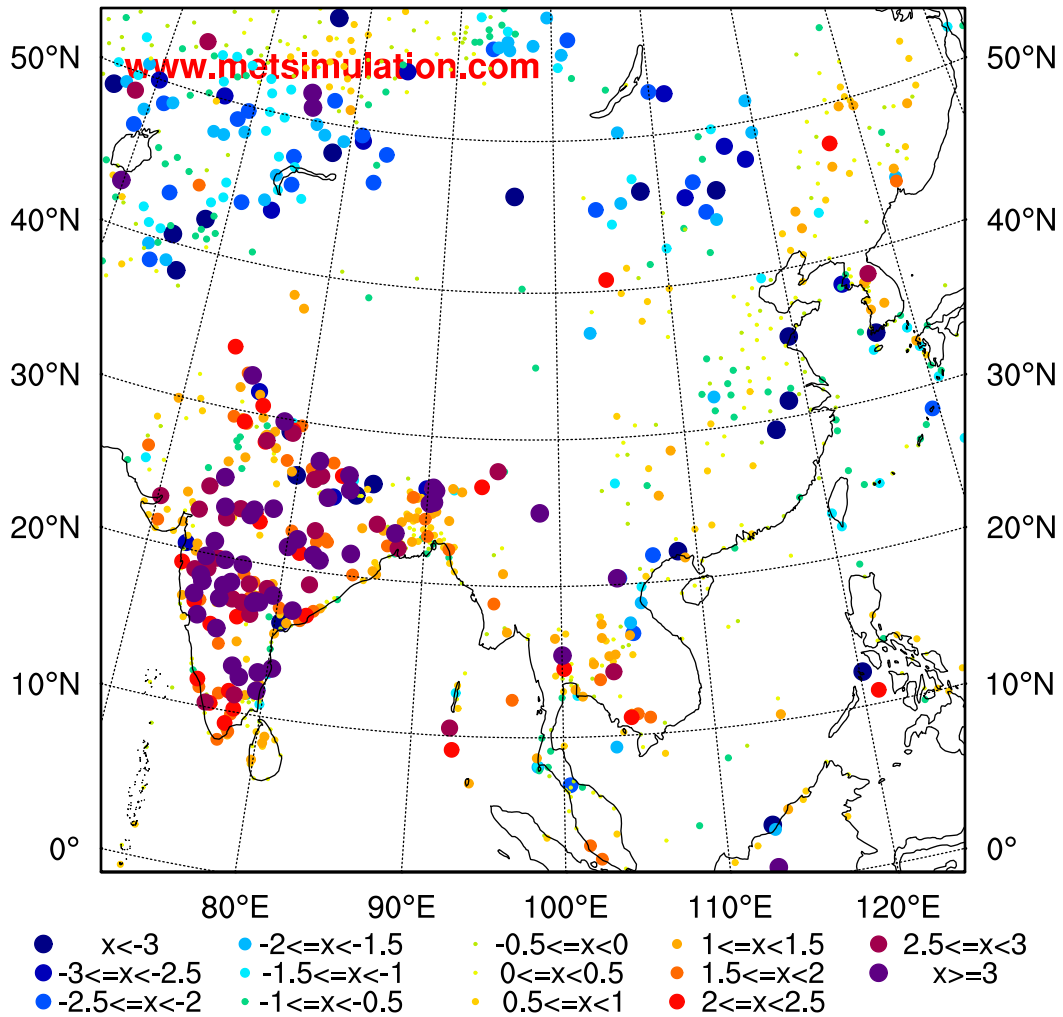 50°N 50°N
www.metsimulation.com
40°N 40°N
30°N 30°N
20°N 20°N
10°N 10°N
0° 0°
80°E 90°E 100°E 110°E 120°E
x<-3 -2<=x<-1.5 -0.5<=x<0 1<=x<1.5 2.5<=x<3
-3<=x<-2.5 -1.5<=x<-1 0<=x<0.5 1.5<=x<2 x>=3
-2.5<=x<-2 -1<=x<-0.5 0.5<=x<1 2<=x<2.5